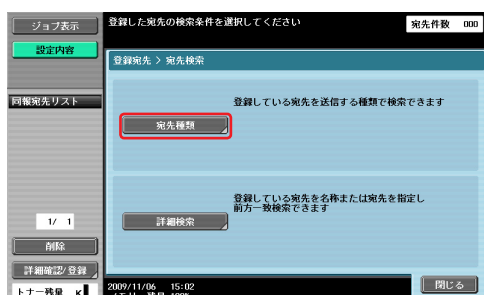 ジョブ表示
登録した宛先の検索条件を選択してください
宛先件数 000
設定内容
登録宛先 > 宛先検索
同報宛先リスト
登録している宛先を送信する種類で検索できます
宛先種類
登録している宛先を名称または宛先を指定し
前方一致検索できます
詳細検索
1/ 1
削除
詳細確認/登録
トナー残量 K
2009/11/06 15:02
閉じる